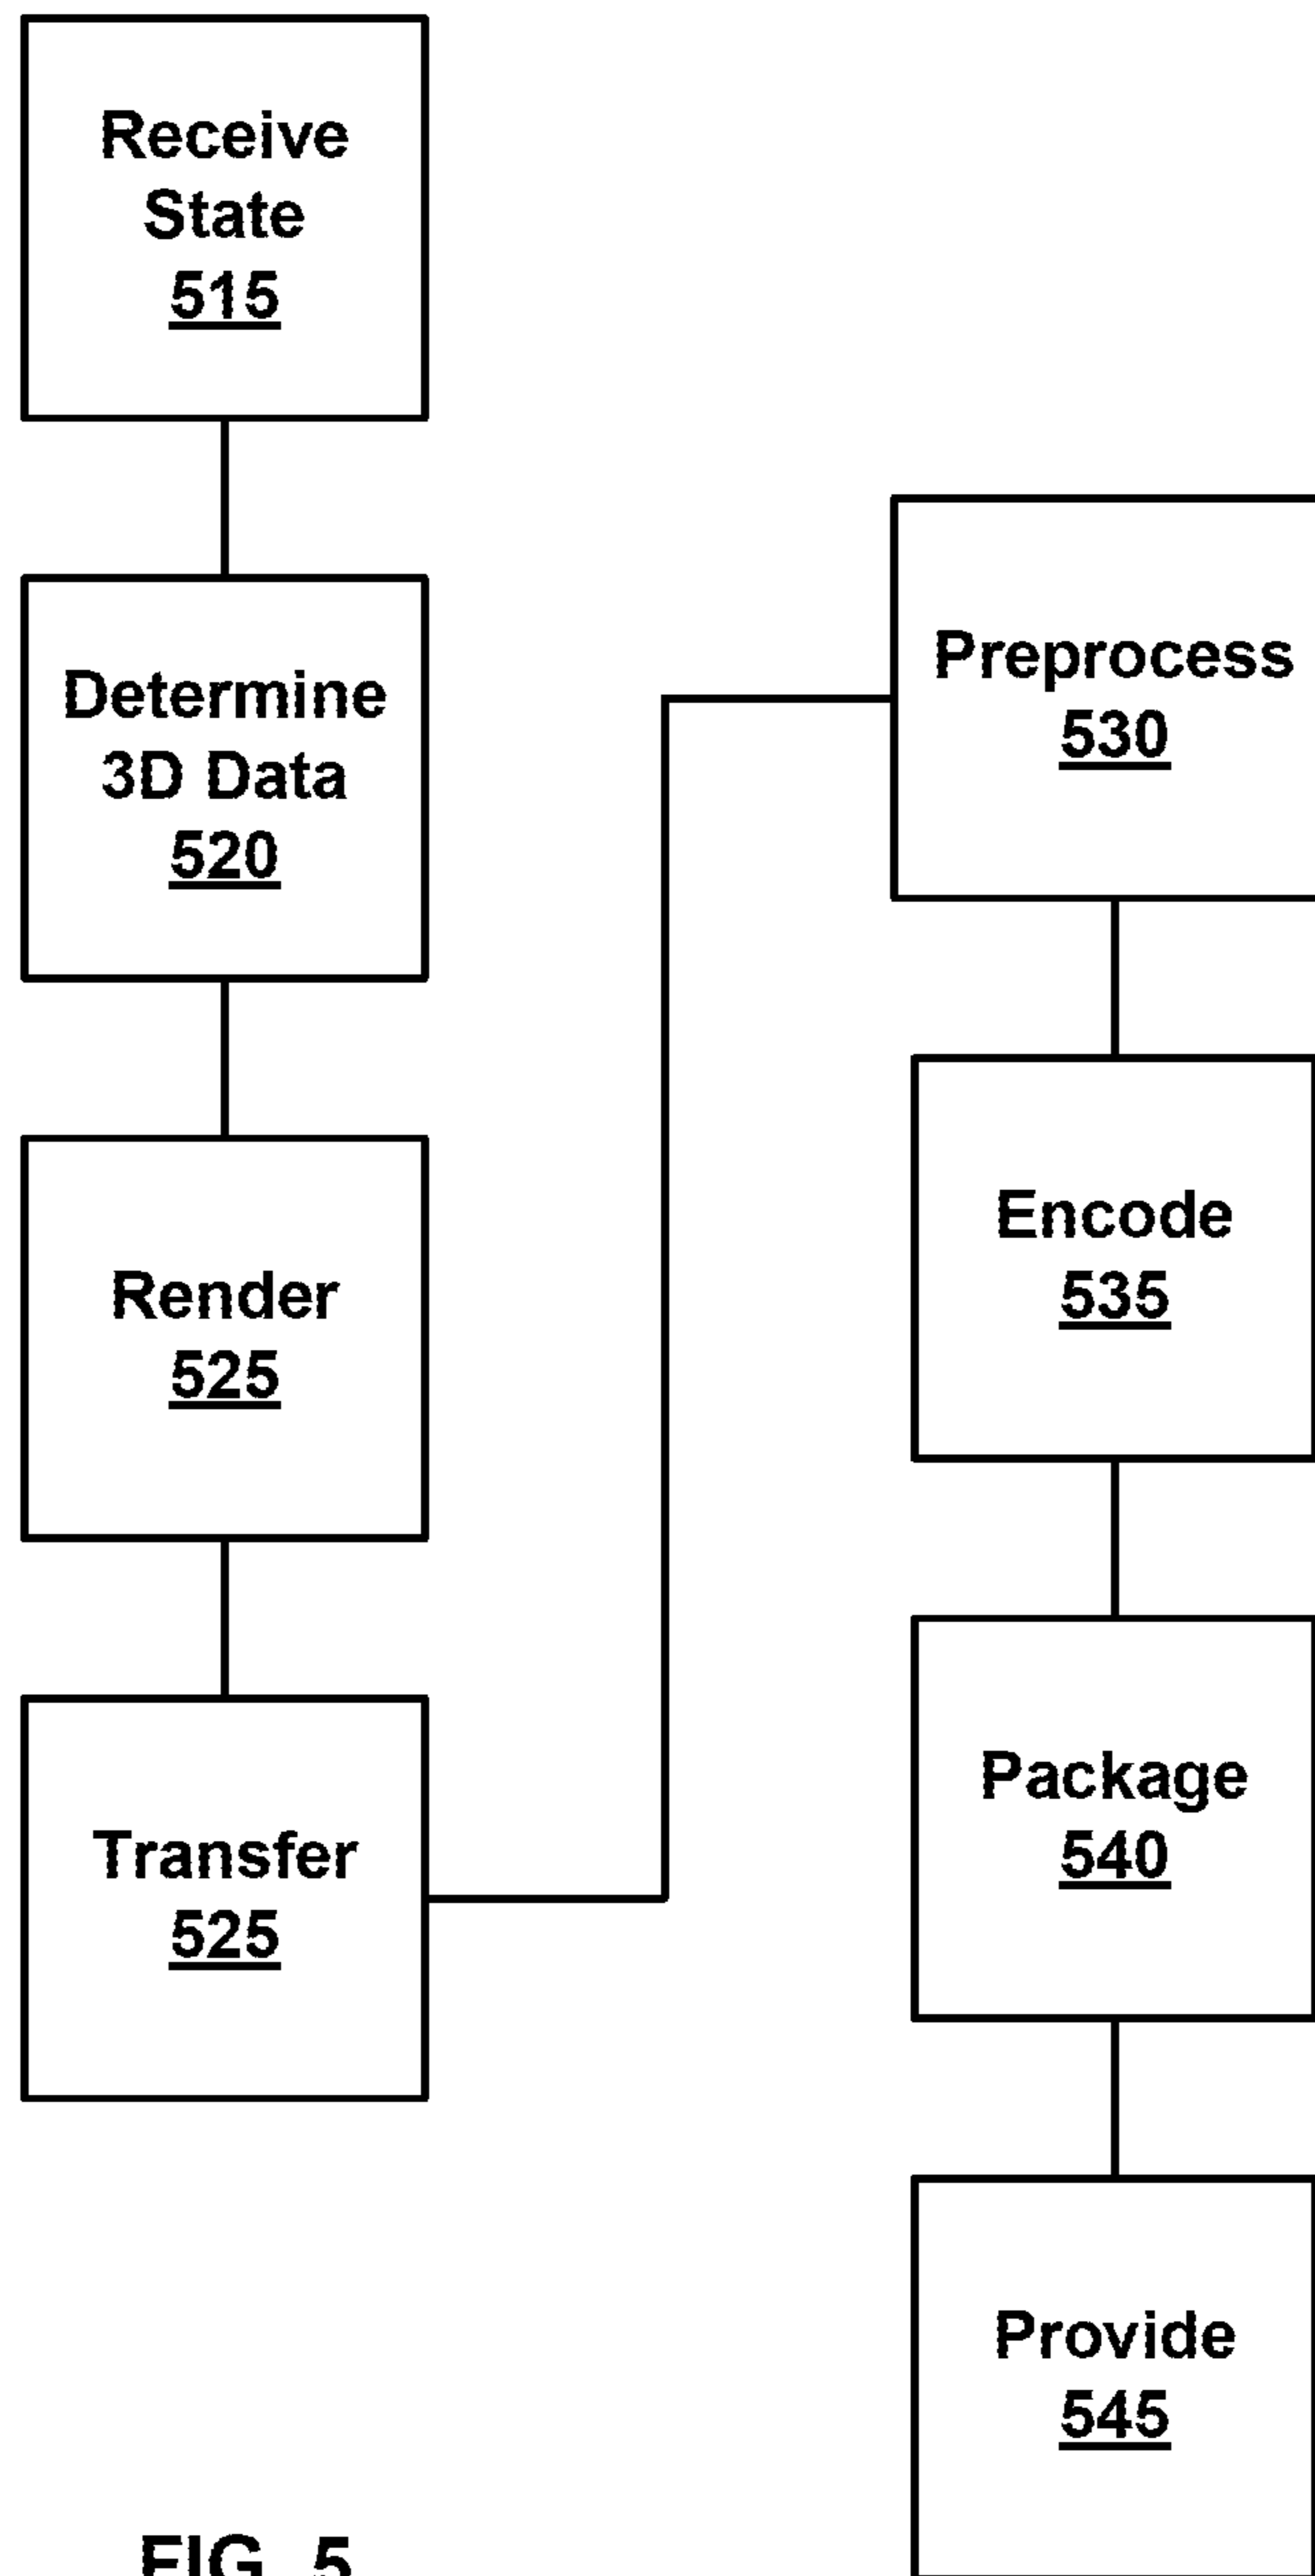 Receive
State
515
Determine
3D Data
520
Render
525
Transfer
525
Preprocess
530
Encode
535
Package
540
Provide
545
FIG. 5